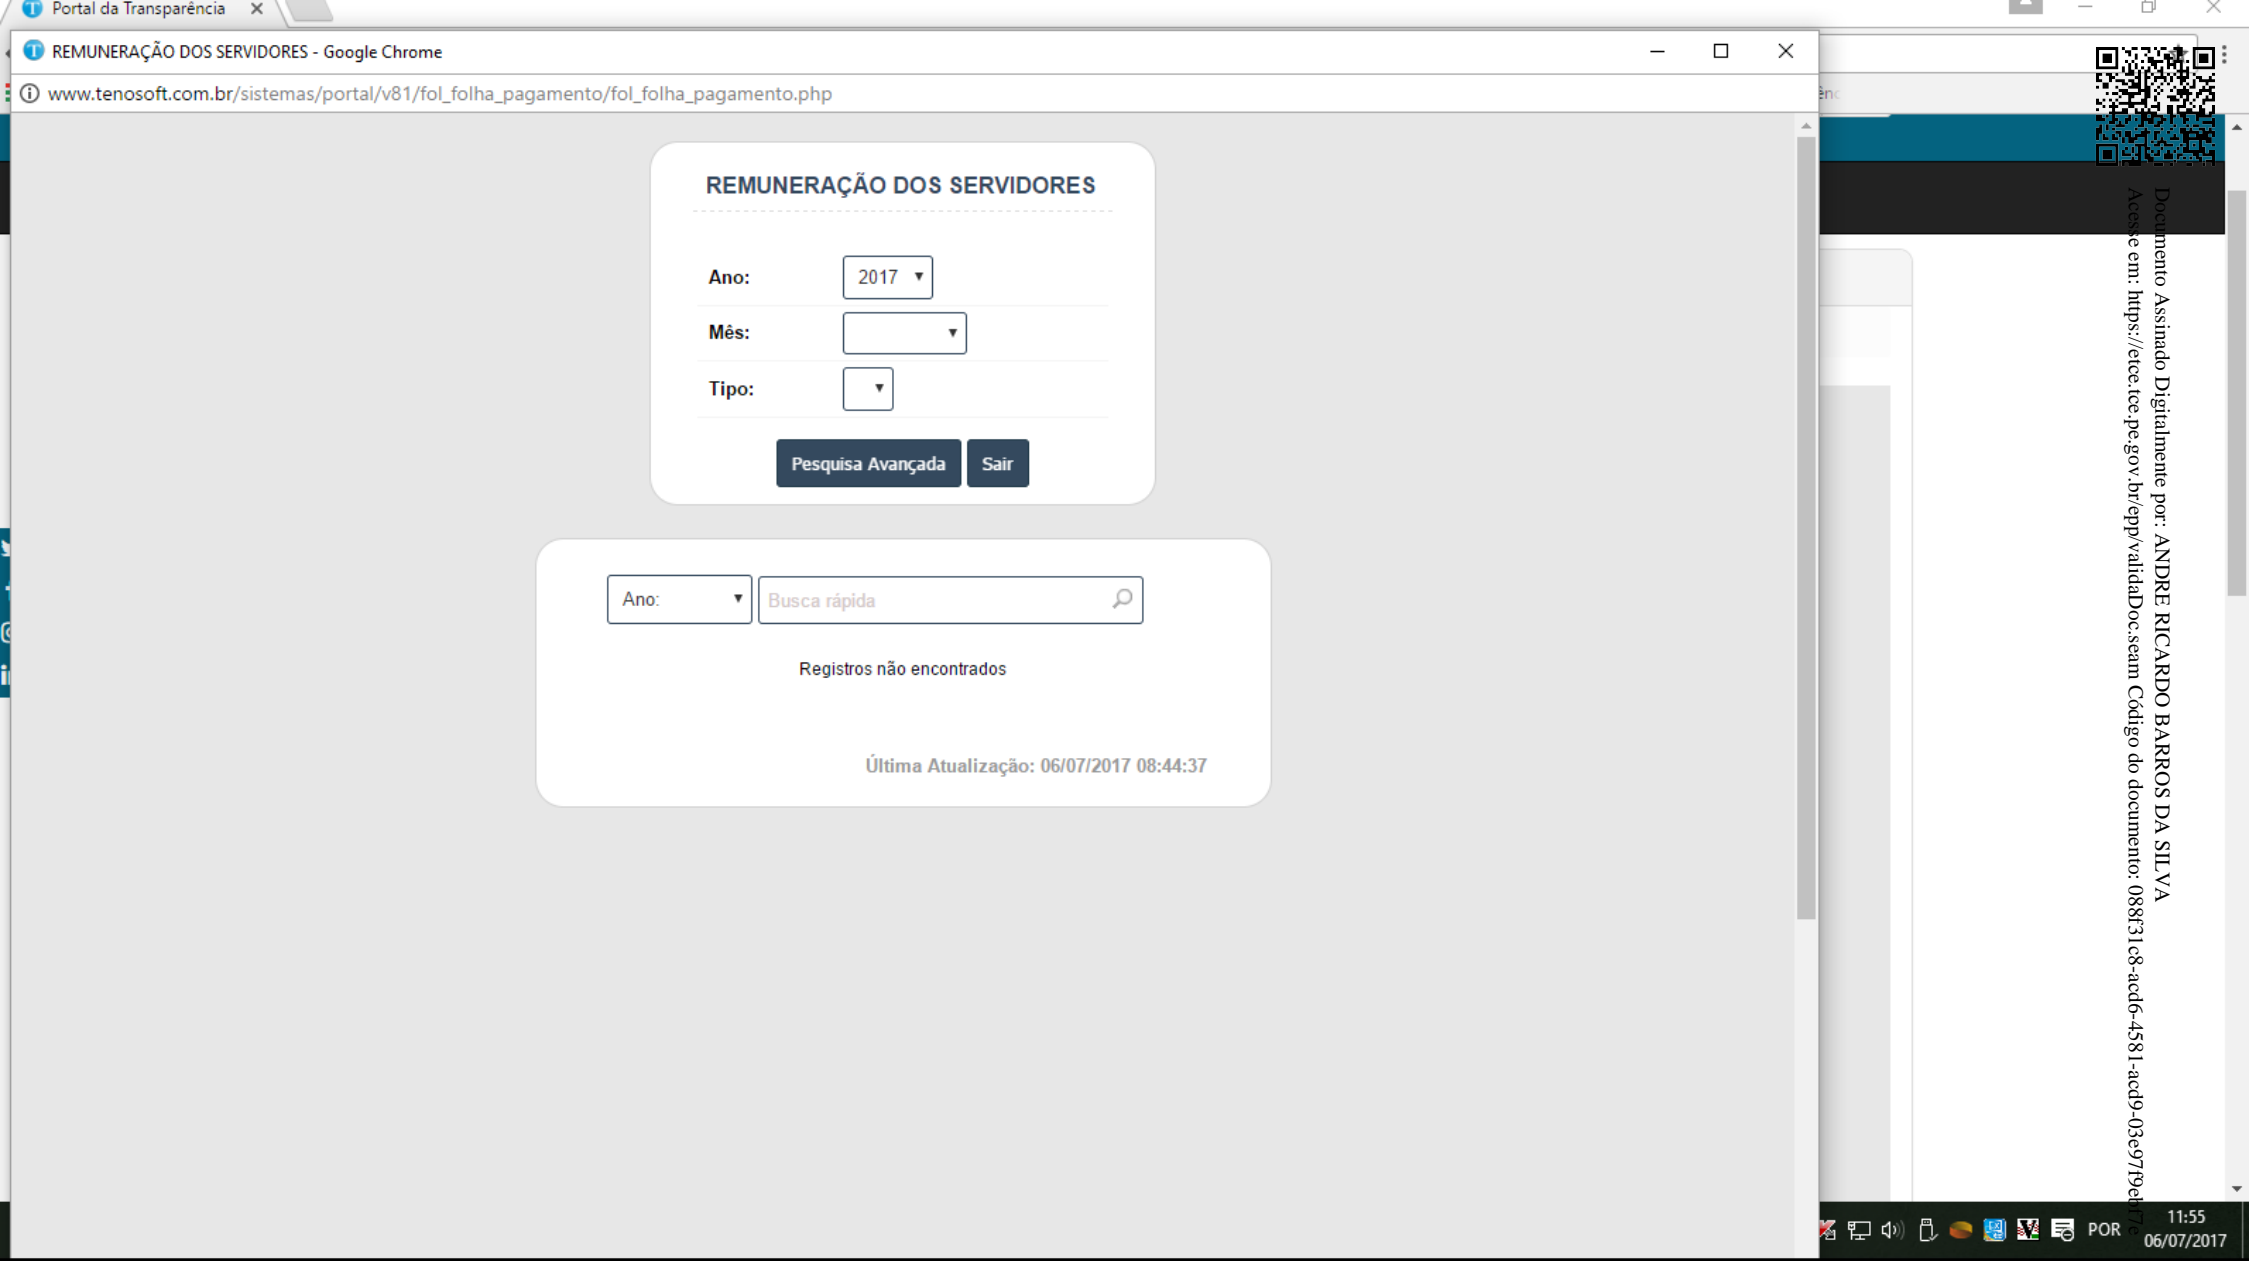 Portal da Transparência
REMUNERAÇÃO DOS SERVIDORES - Google Chrome
www.tenosoft.com.br/sistemas/portal/v81/fol_folha_pagamento/fol_folha_pagamento.php
REMUNERAÇÃO DOS SERVIDORES
Ano: 2017
Mês:
Tipo:
Pesquisa Avançada Sair
Ano: Busca rápida
Registros não encontrados
Última Atualização: 06/07/2017 08:44:37
Documento Assinado Digitalmente por: ANDRE RICARDO BARROS DA SILVA
Acesse em: https://etce.tce.pe.gov.br/epp/validaDoc.seam Código do documento: 088f31c8-acd6-4581-acd9-03e97f9ebf7e
POR
11:55
06/07/2017